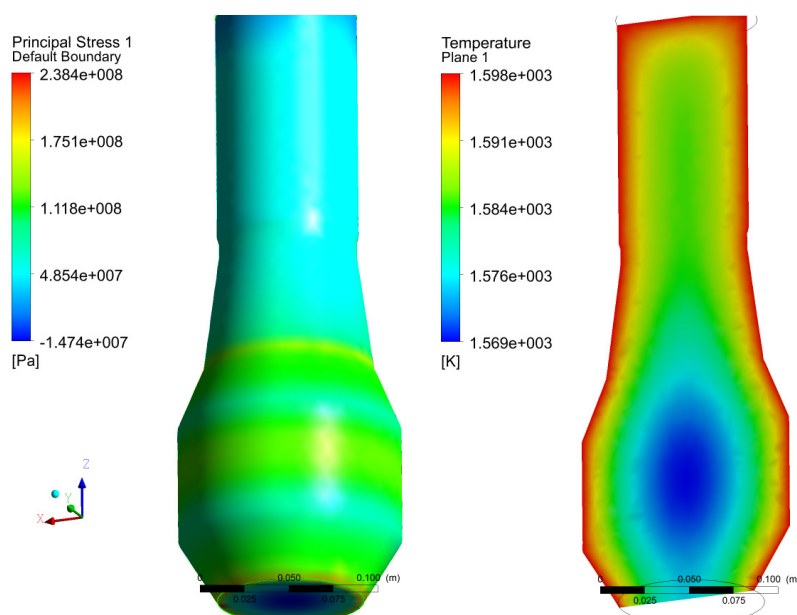 Principal Stress 1
Default Boundary
2.384e+008
1.751e+008
1.118e+008
4.854e+007
-1.474e+007
[Pa]
Temperature
Plane 1
1.598e+003
1.591e+003
1.584e+003
1.576e+003
1.569e+003
[K]
Z
Y
X
0 0.050 0.100 (m)
0.025 0.075
0 0.050 0.100 (m)
0.025 0.075